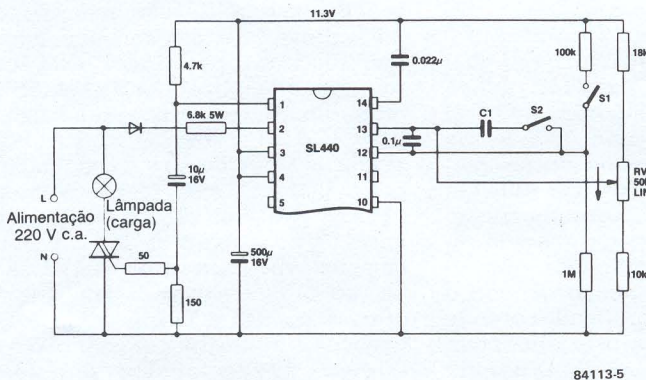 11.3V
4.7k
100k
18k
0.022µ
S1
6.8k 5W
1
14
C1
S2
2
13
SL440
0.1µ
3
12
10µ
16V
4
11
RV
50
LIN
L
Lâmpada
(carga)
5
10
Alimentação
220 V c.a.
N
50
500µ
16V
150
1M
10k
84113-5